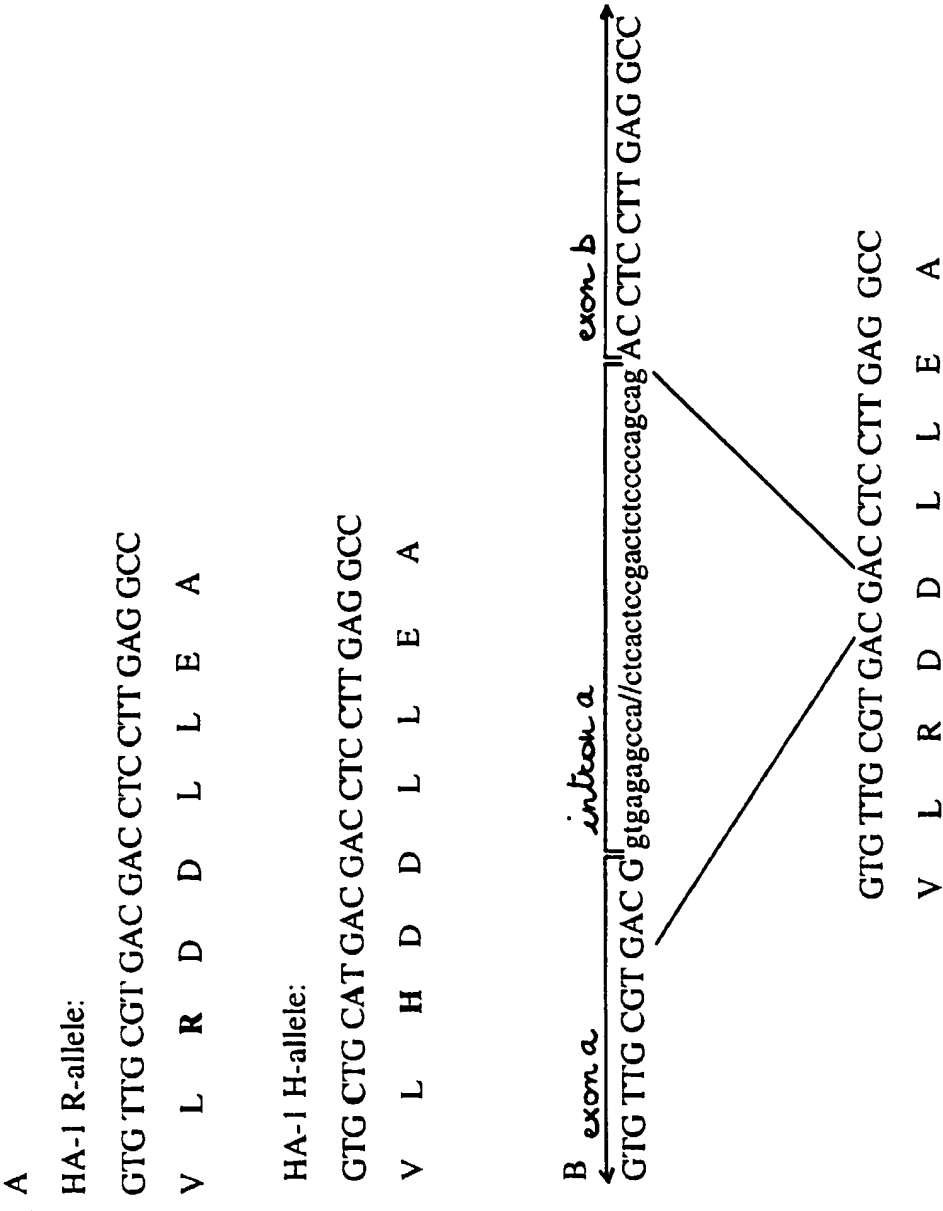 A
HA-1 R-allele:
GTG TTG CGT GAC GAC CTC CTT GAG GCC
V L R D D L L E A
HA-1 H-allele:
GTG CTG CAT GAC GAC CTC CTT GAG GCC
V L H D D L L E A
B exon a intron a exon b
GTG TTG CGT GAC G gtgagagcca//ctcactccgactctccccagcag AC CTC CTT GAG GCC
GTG TTG CGT GAC GAC CTC CTT GAG GCC
V L R D D L L E A